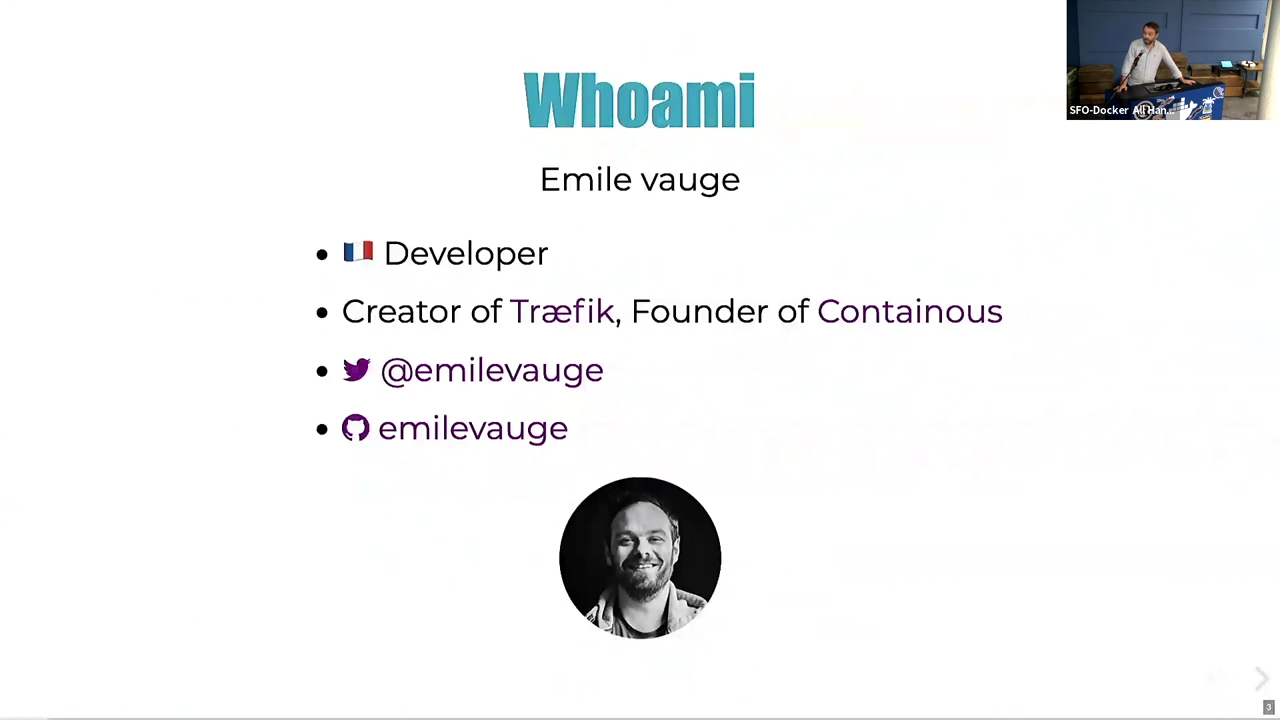 Whoami
Emile vauge
🇫🇷 Developer
Creator of Træfik, Founder of Containous
@emilevauge
emilevauge
SFO-Docker All Han...
3